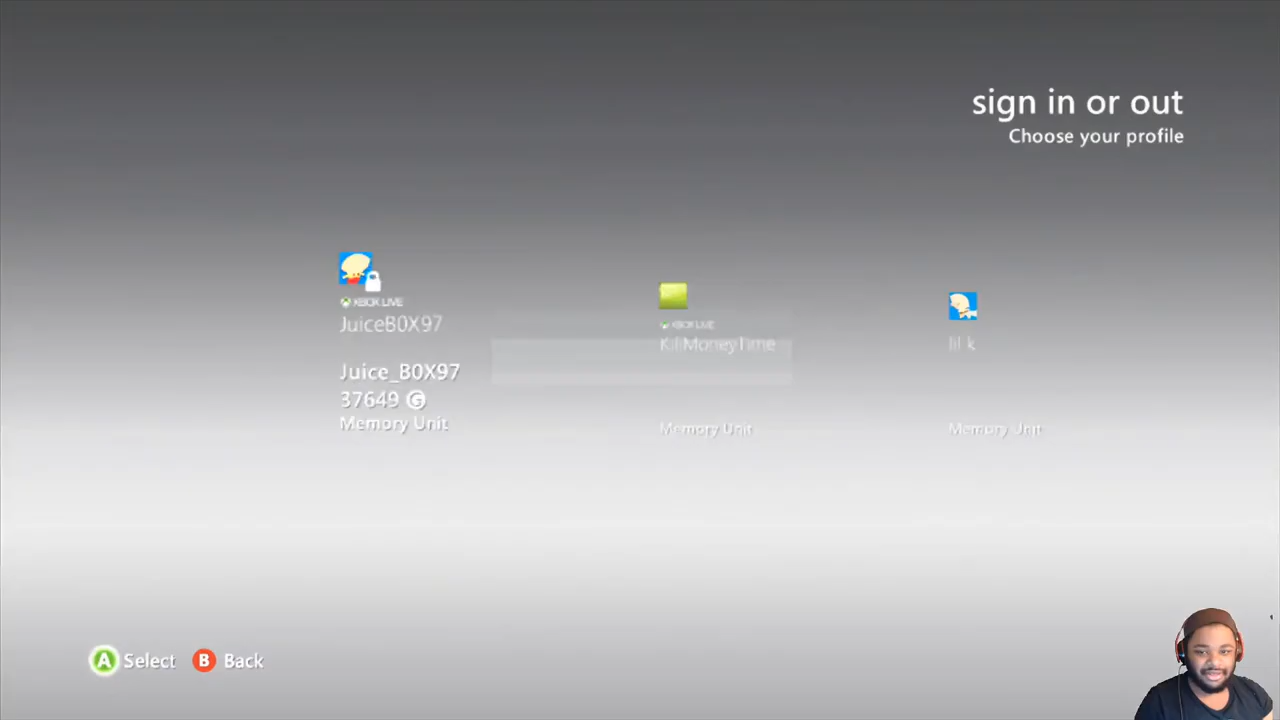 sign in or out
Choose your profile
XBOX LIVE
JuiceB0X97
Juice_B0X97
37649 G
Memory Unit
XBOX LIVE
KillMoneyTime
Memory Unit
lil k
Memory Unit
A Select B Back